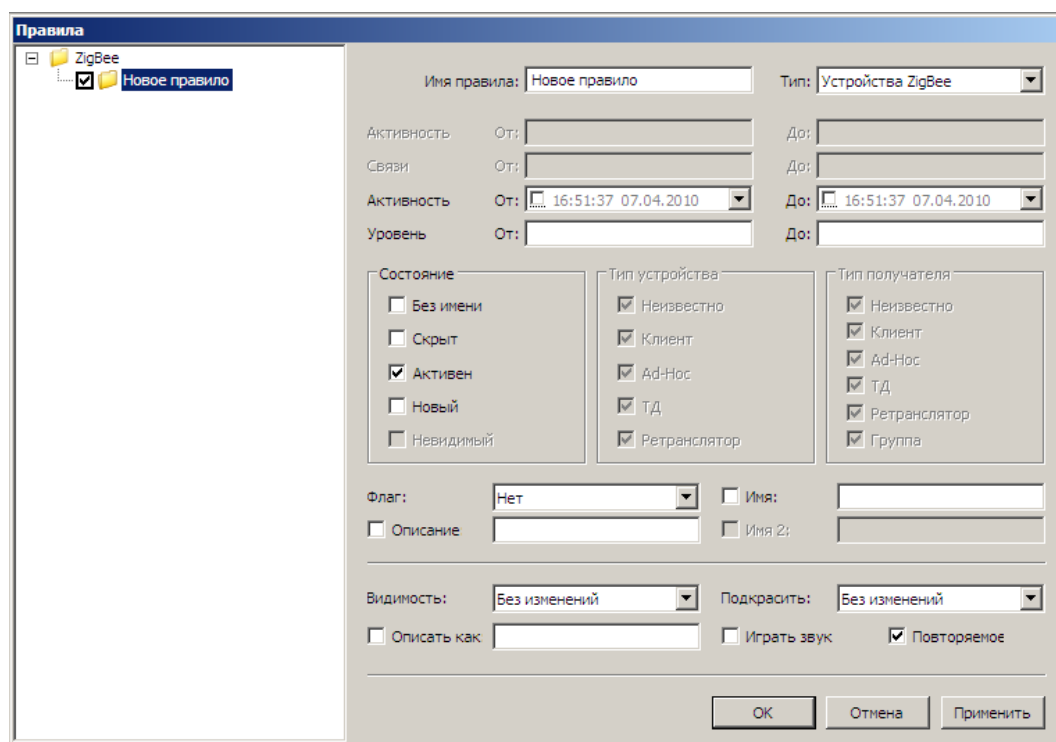 Правила
ZigBee
Новое правило
Имя правила: Новое правило Тип: Устройства ZigBee
Активность От: До:
Связи От: До:
Активность От: 16:51:37 07.04.2010 До: 16:51:37 07.04.2010
Уровень От: До:
Состояние Тип устройства Тип получателя
Без имени Неизвестно Неизвестно
Скрыт Клиент Клиент
Активен Ad-Hoc Ad-Hoc
Новый ТД ТД
Невидимый Ретранслятор Ретранслятор
Группа
Флаг: Нет Имя:
Описание Имя 2:
Видимость: Без изменений Подкрасить: Без изменений
Описать как Играть звук Повторяемое
OK Отмена Применить